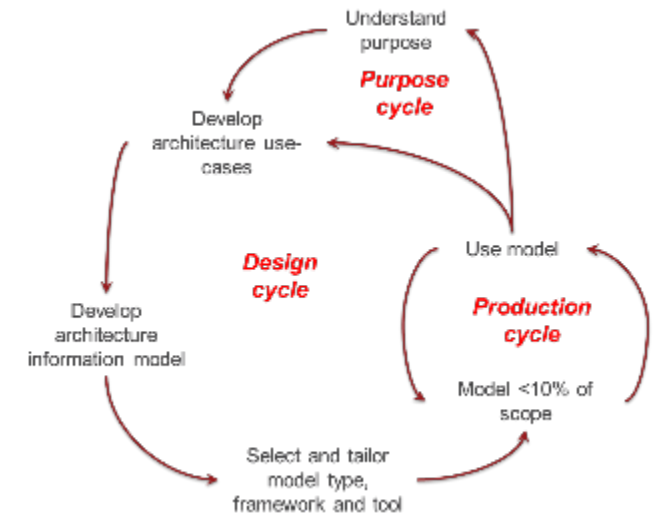 Understand
purpose
Purpose
cycle
Develop
architecture use-
cases
Use model
Design
cycle
Production
cycle
Develop
architecture
information model
Model <10% of
scope
Select and tailor
model type,
framework and tool